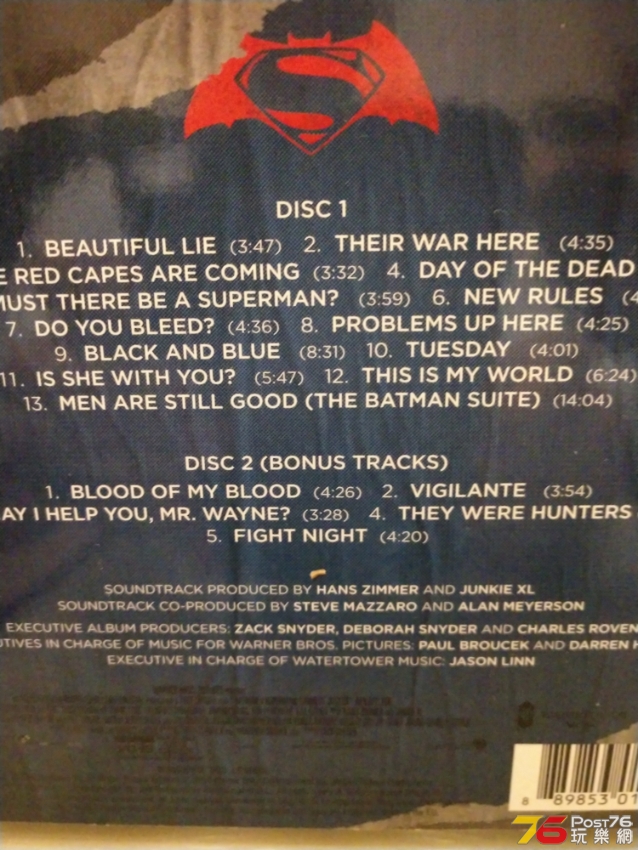 DISC 1
1. BEAUTIFUL LIE (3:47) 2. THEIR WAR HERE (4:35)
E RED CAPES ARE COMING (3:32) 4. DAY OF THE DEAD
MUST THERE BE A SUPERMAN? (3:59) 6. NEW RULES (4
7. DO YOU BLEED? (4:36) 8. PROBLEMS UP HERE (4:25)
9. BLACK AND BLUE (8:31) 10. TUESDAY (4:01)
11. IS SHE WITH YOU? (5:47) 12. THIS IS MY WORLD (6:24)
13. MEN ARE STILL GOOD (THE BATMAN SUITE) (14:04)
DISC 2 (BONUS TRACKS)
1. BLOOD OF MY BLOOD (4:26) 2. VIGILANTE (3:54)
AY I HELP YOU, MR. WAYNE? (3:28) 4. THEY WERE HUNTERS
5. FIGHT NIGHT (4:20)
SOUNDTRACK PRODUCED BY HANS ZIMMER AND JUNKIE XL
SOUNDTRACK CO-PRODUCED BY STEVE MAZZARO AND ALAN MEYERSON
EXECUTIVE ALBUM PRODUCERS: ZACK SNYDER, DEBORAH SNYDER AND CHARLES ROVEN
UTIVES IN CHARGE OF MUSIC FOR WARNER BROS. PICTURES: PAUL BROUCEK AND DARREN H
EXECUTIVE IN CHARGE OF WATERTOWER MUSIC: JASON LINN
8 89853 01
76 Post76
玩樂網